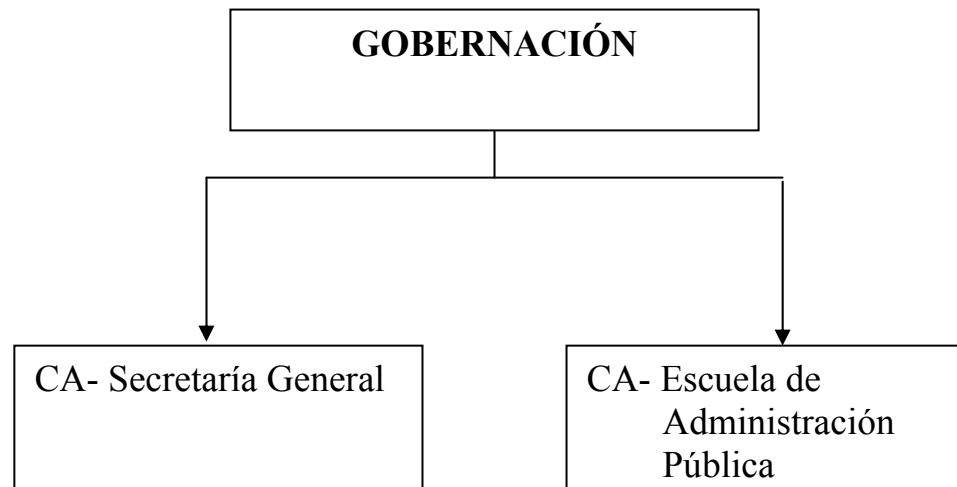 GOBERNACIÓN
CA- Secretaría General
CA- Escuela de
Administración
Pública